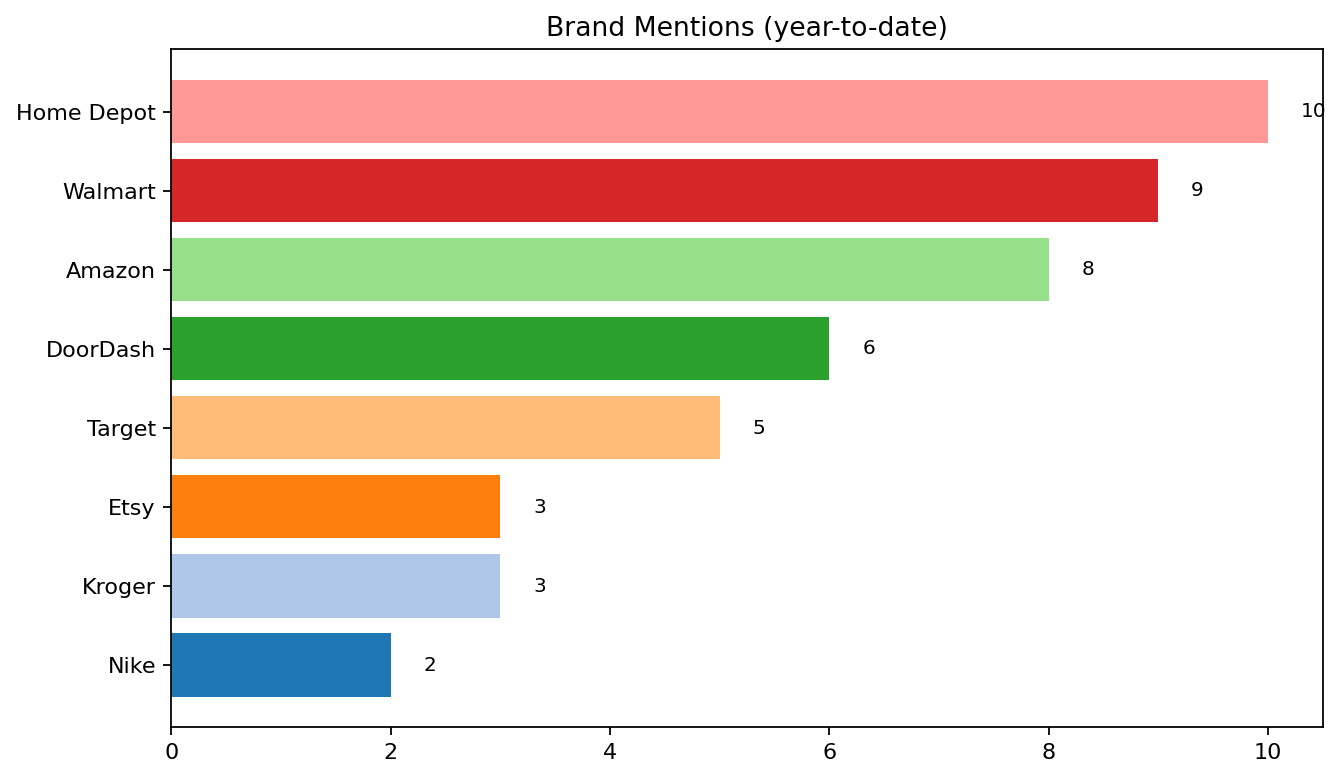 Brand Mentions (year-to-date)
Home Depot 10
Walmart 9
Amazon 8
DoorDash 6
Target 5
Etsy 3
Kroger 3
Nike 2
0 2 4 6 8 10